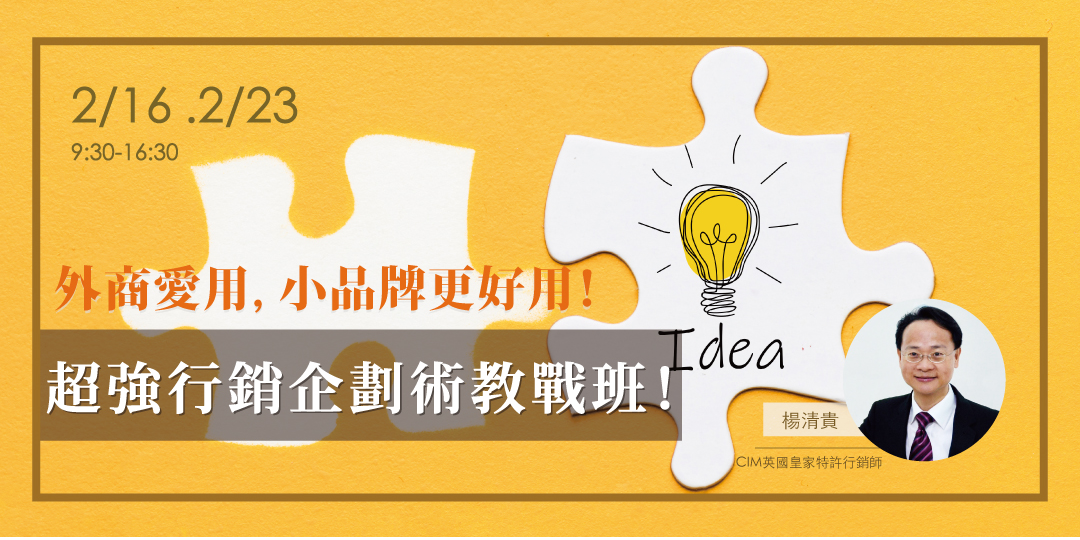 2/16 .2/23
9:30-16:30
外商愛用, 小品牌更好用!
超強行銷企劃術教戰班!
Idea
楊清貴
CIM英國皇家特許行銷師